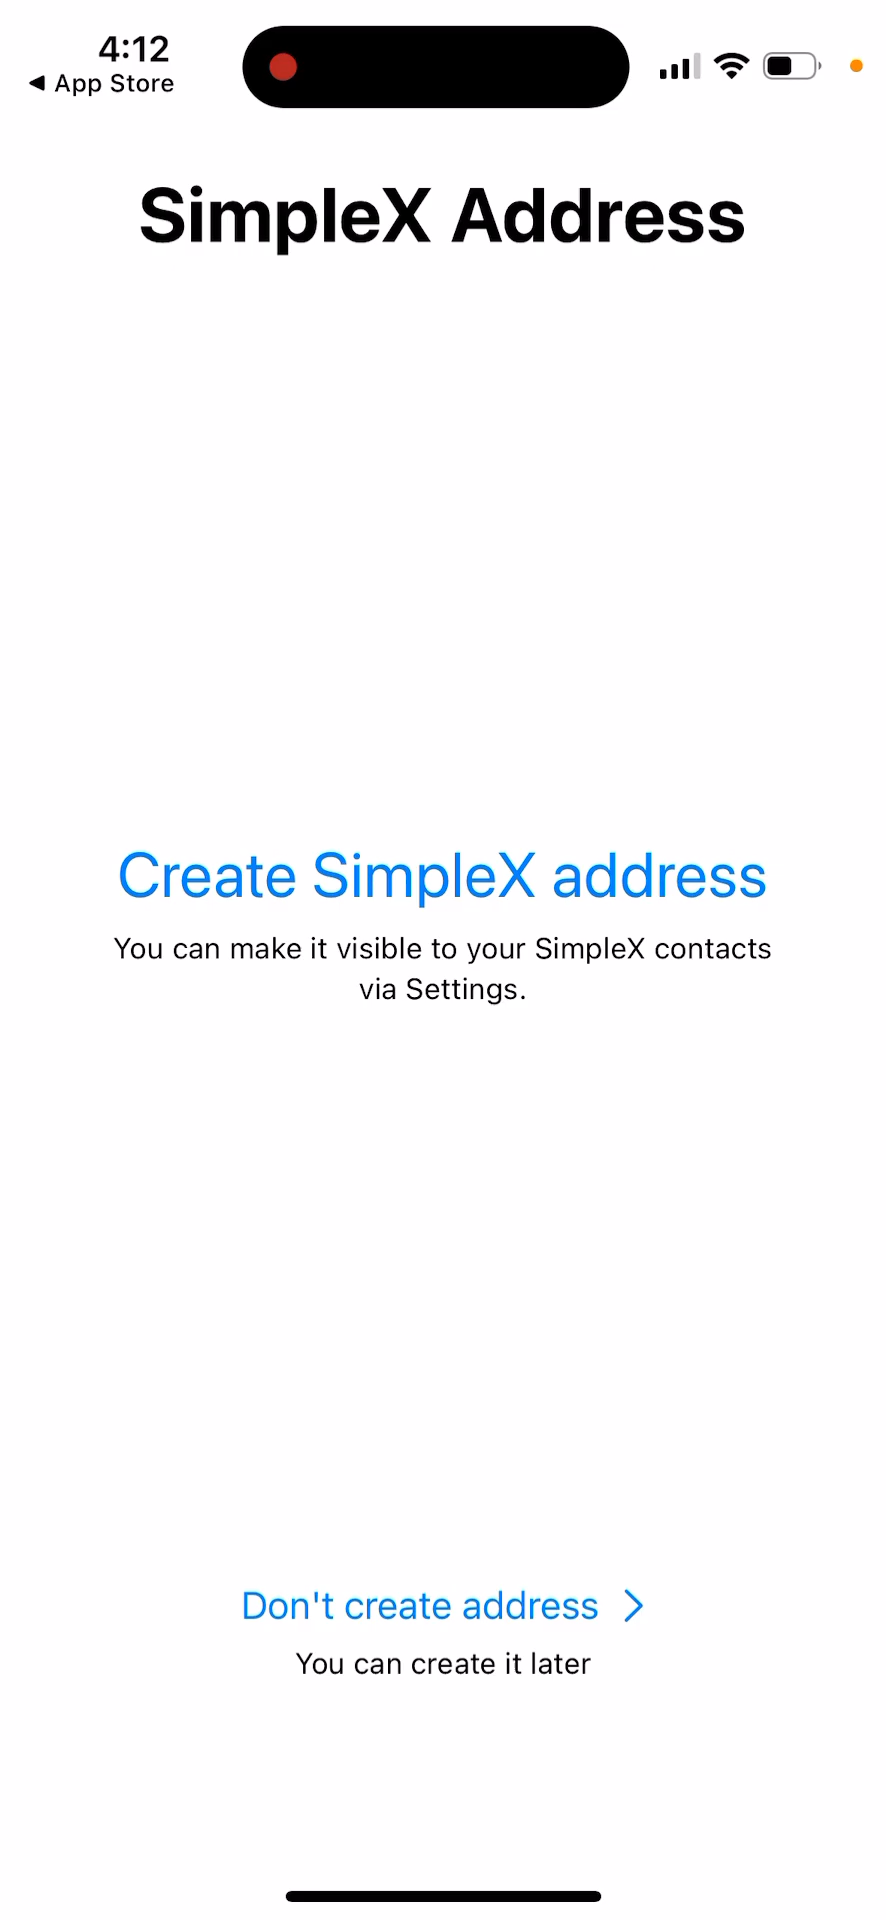 4:12
◀ App Store
SimpleX Address
Create SimpleX address
You can make it visible to your SimpleX contacts
via Settings.
Don't create address
You can create it later